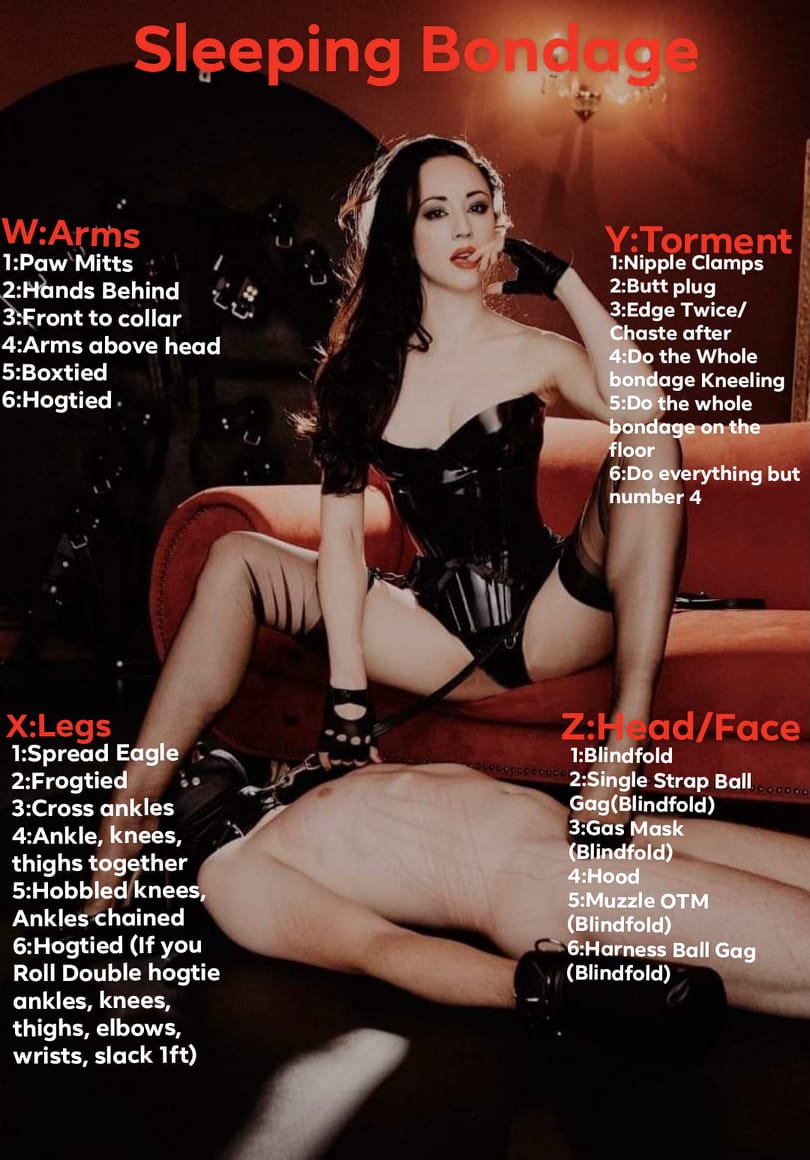 Sleeping Bondage
W:Arms
1:Paw Mitts
2:Hands Behind
3:Front to collar
4:Arms above head
5:Boxtied
6:Hogtied
Y:Torment
1:Nipple Clamps
2:Butt plug
3:Edge Twice/
Chaste after
4:Do the Whole
bondage Kneeling
5:Do the whole
bondage on the
floor
6:Do everything but
number 4
X:Legs
1:Spread Eagle
2:Frogtied
3:Cross ankles
4:Ankle, knees,
thighs together
5:Hobbled knees,
Ankles chained
6:Hogtied (If you
Roll Double hogtie
ankles, knees,
thighs, elbows,
wrists, slack 1ft)
Z:Head/Face
1:Blindfold
2:Single Strap Ball
Gag(Blindfold)
3:Gas Mask
(Blindfold)
4:Hood
5:Muzzle OTM
(Blindfold)
6:Harness Ball Gag
(Blindfold)